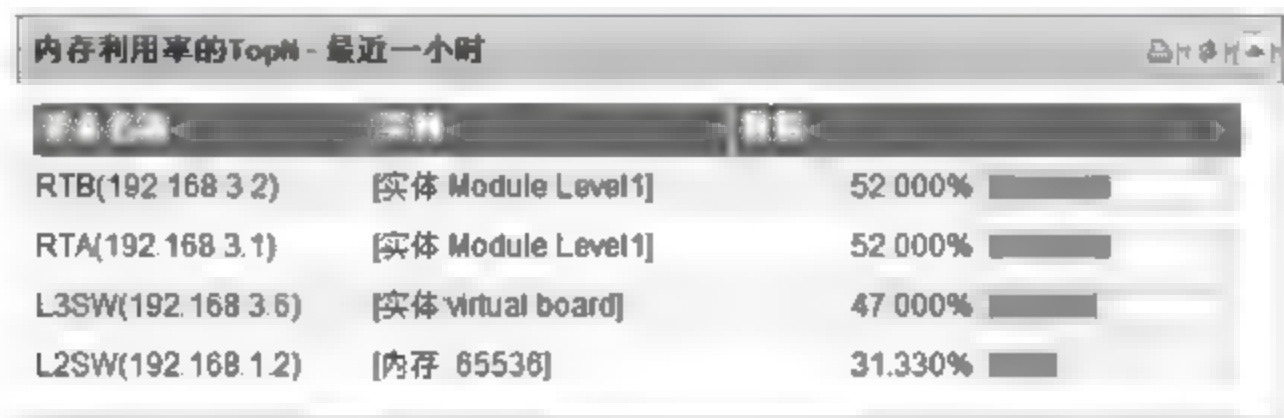 内存利用率的TopN - 最近一小时
RTB(192.168.3.2) [实体 Module Level1] 52.000%
RTA(192.168.3.1) [实体 Module Level1] 52.000%
L3SW(192.168.3.6) [实体 virtual board] 47.000%
L2SW(192.168.1.2) [内存 65536] 31.330%